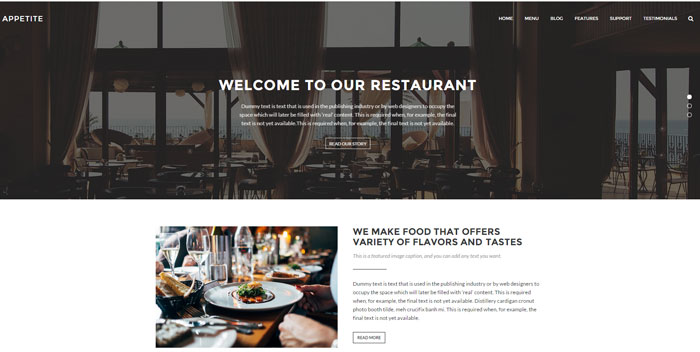 APPETITE
HOME MENU BLOG FEATURES SUPPORT TESTIMONIALS
WELCOME TO OUR RESTAURANT
Dummy text is text that is used in the publishing industry or by web designers to occupy the
space which will later be filled with 'real' content. This is required when, for example, the final
text is not yet available.This is required when, for example, the final text is not yet available.
READ OUR STORY
WE MAKE FOOD THAT OFFERS
VARIETY OF FLAVORS AND TASTES
This is a featured image caption, and you can add any text you want.
Dummy text is text that is used in the publishing industry or by web designers to
occupy the space which will later be filled with 'real' content. This is required
when, for example, the final text is not yet available. Distillery cardigan cronut
photo booth tilde, meh crucifix banh mi. This is required when, for example, the
final text is not yet available.
READ MORE